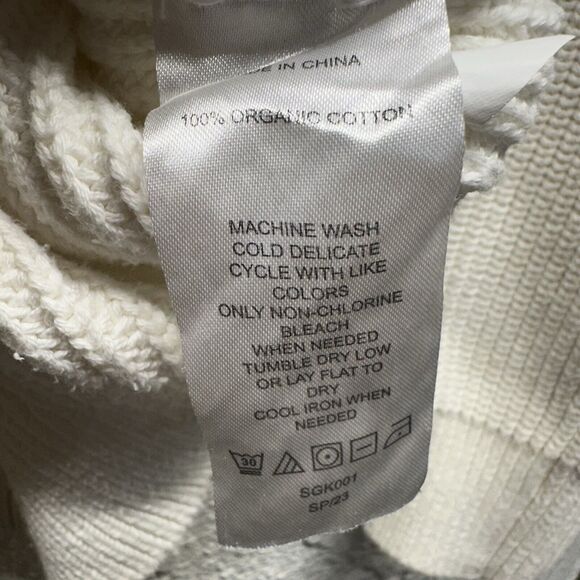 IN CHINA
100% ORGANIC COTTON
MACHINE WASH
COLD DELICATE
CYCLE WITH LIKE
COLORS
ONLY NON-CHLORINE
BLEACH
WHEN NEEDED
TUMBLE DRY LOW
OR LAY FLAT TO
DRY
COOL IRON WHEN
NEEDED
30
SGK001
SP/23